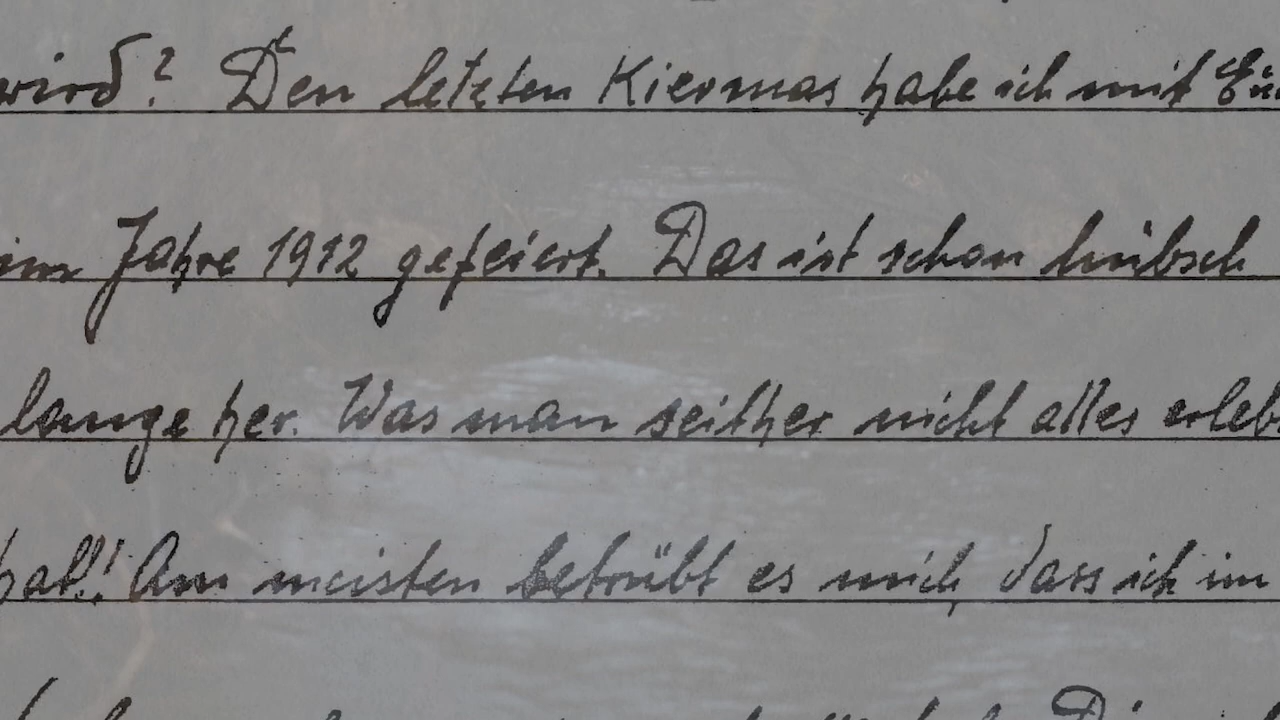 wird? Den letzten Kiermas habe ich mit
im Jahre 1912 gefeiert. Das ist schon hübsch
lange her. Was man seither nicht alles erlebt
hat! Am meisten betrübt es mich, dass ich im